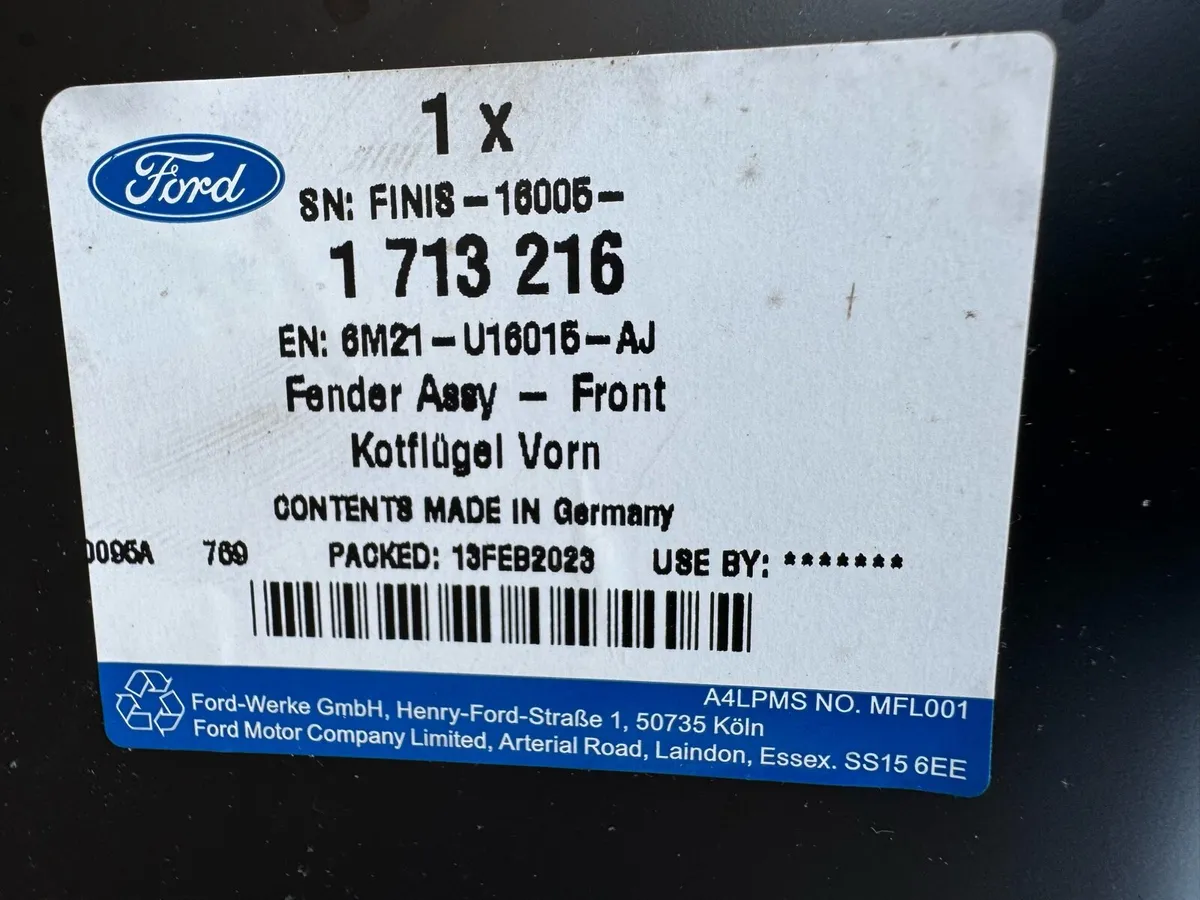 1 x
Ford
SN: FINIS-16005-
1 713 216
EN: 6M21-U16015-AJ
Fender Assy - Front
Kotflügel Vorn
CONTENTS MADE IN Germany
0095A 769 PACKED: 13FEB2023 USE BY: *******
A4LPMS NO. MFL001
Ford-Werke GmbH, Henry-Ford-Straße 1, 50735 Köln
Ford Motor Company Limited, Arterial Road, Laindon, Essex. SS15 6EE